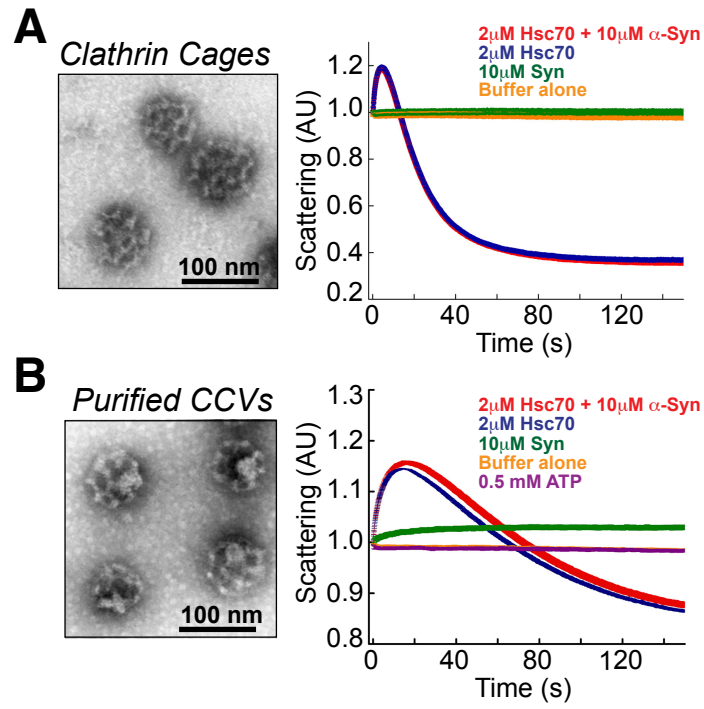 A
Clathrin Cages
100 nm
2μM Hsc70 + 10μM α-Syn
2μM Hsc70
10μM Syn
Buffer alone
Scattering (AU)
1.2
1.0
0.8
0.6
0.4
0.2
0 40 80 120
Time (s)
B
Purified CCVs
100 nm
2μM Hsc70 + 10μM α-Syn
2μM Hsc70
10μM Syn
Buffer alone
0.5 mM ATP
Scattering (AU)
1.3
1.2
1.1
1.0
0.9
0.8
0 40 80 120
Time (s)